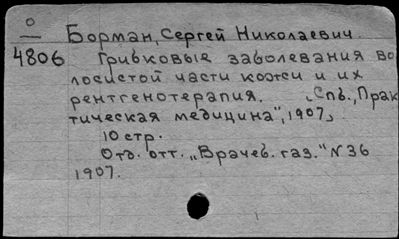 о
Борман, Сергей Николаевич.
4806 Грибковые заболевания во
лосистой части кожи и их
рентгенотерапия. „Спб., Прак
тическая медицина", 1907.
10 стр.
Отд. отт. „Врачеб. газ." N 36
1907.